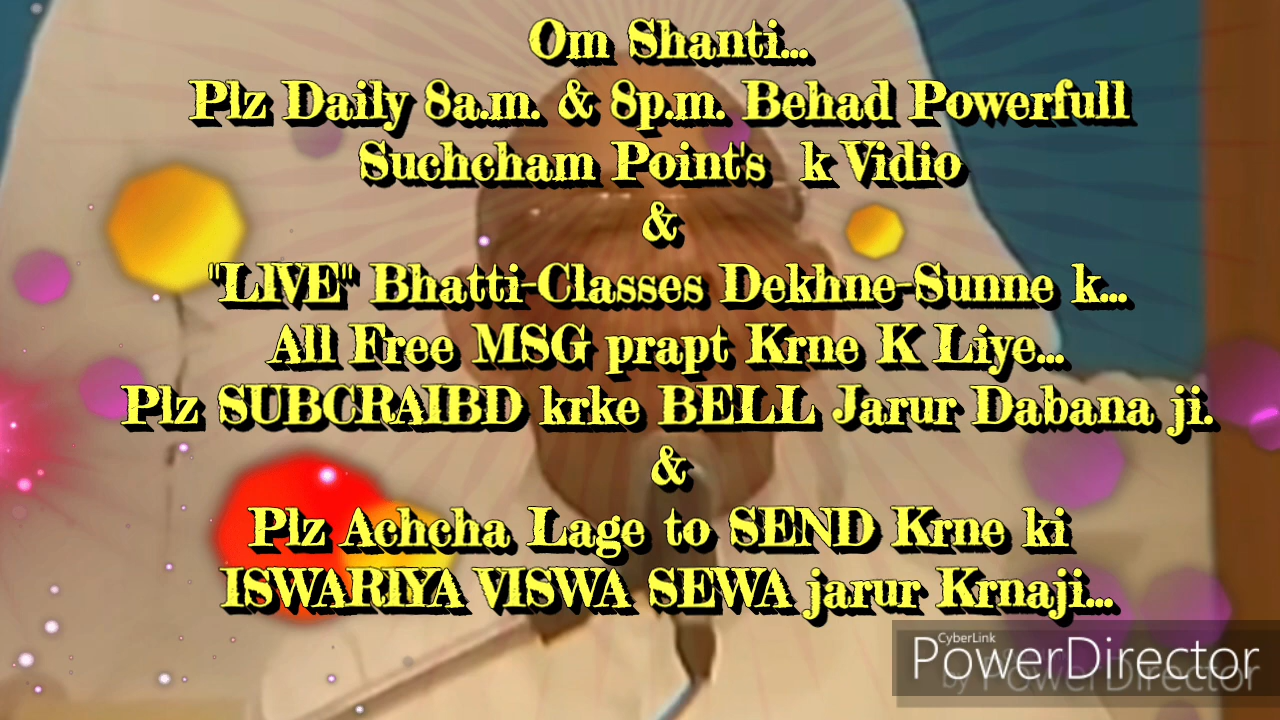 Om Shanti...
Plz Daily 8a.m. & 8p.m. Behad Powerfull
Suchcham Point's k Vidio
&
"LIVE" Bhatti-Classes Dekhne-Sunne k...
All Free MSG prapt Krne K Liye...
Plz SUBCRAIBD krke BELL Jarur Dabana ji.
&
Plz Achcha Lage to SEND Krne ki
ISWARIYA VISWA SEWA jarur Krnaji...
CyberLink
PowerDirector
by PowerDirector